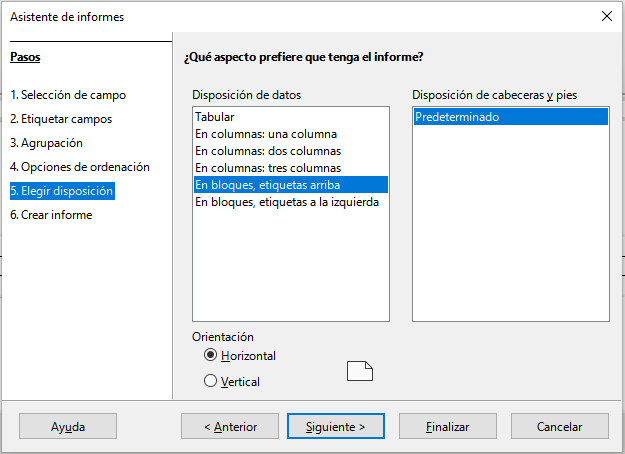 Asistente de informes
Pasos
1. Selección de campo
2. Etiquetar campos
3. Agrupación
4. Opciones de ordenación
5. Elegir disposición
6. Crear informe
¿Qué aspecto prefiere que tenga el informe?
Disposición de datos
Tabular
En columnas: una columna
En columnas: dos columnas
En columnas: tres columnas
En bloques, etiquetas arriba
En bloques, etiquetas a la izquierda
Disposición de cabeceras y pies
Predeterminado
Orientación
Horizontal
Vertical
Ayuda
< Anterior
Siguiente >
Finalizar
Cancelar